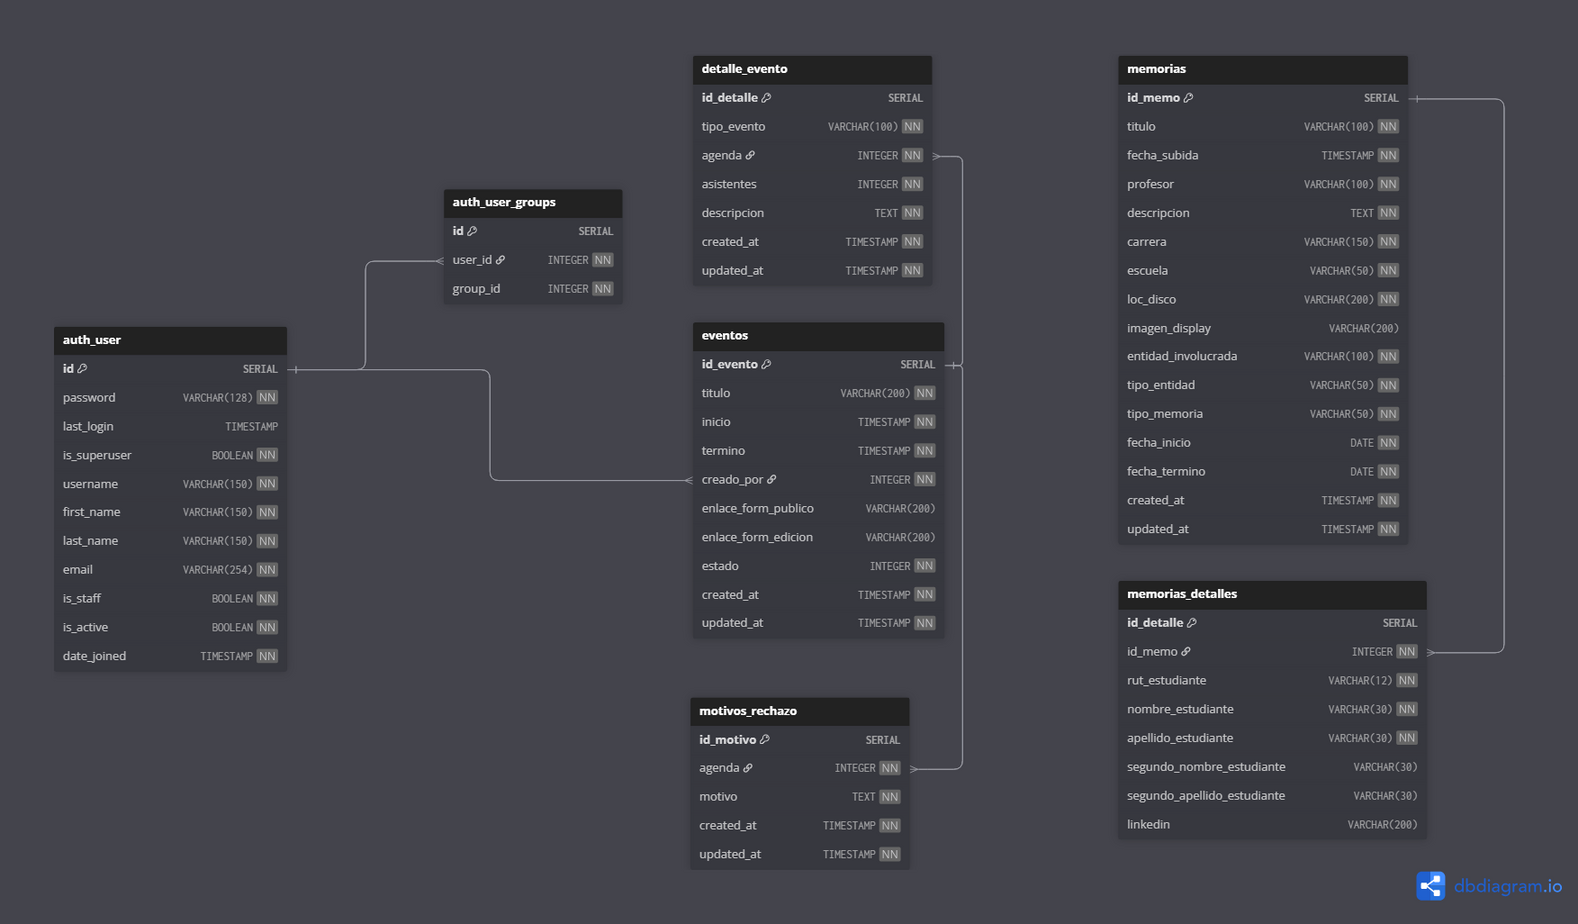 detalle_evento
id_detalle SERIAL
tipo_evento VARCHAR(100) NN
agenda INTEGER NN
asistentes INTEGER NN
descripcion TEXT NN
created_at TIMESTAMP NN
updated_at TIMESTAMP NN
memorias
id_memo SERIAL
titulo VARCHAR(100) NN
fecha_subida TIMESTAMP NN
profesor VARCHAR(100) NN
descripcion TEXT NN
carrera VARCHAR(150) NN
escuela VARCHAR(50) NN
loc_disco VARCHAR(200) NN
imagen_display VARCHAR(200)
entidad_involucrada VARCHAR(100) NN
tipo_entidad VARCHAR(50) NN
tipo_memoria VARCHAR(50) NN
fecha_inicio DATE NN
fecha_termino DATE NN
created_at TIMESTAMP NN
updated_at TIMESTAMP NN
auth_user_groups
id SERIAL
user_id INTEGER NN
group_id INTEGER NN
auth_user
id SERIAL
password VARCHAR(128) NN
last_login TIMESTAMP
is_superuser BOOLEAN NN
username VARCHAR(150) NN
first_name VARCHAR(150) NN
last_name VARCHAR(150) NN
email VARCHAR(254) NN
is_staff BOOLEAN NN
is_active BOOLEAN NN
date_joined TIMESTAMP NN
eventos
id_evento SERIAL
titulo VARCHAR(200) NN
inicio TIMESTAMP NN
termino TIMESTAMP NN
creado_por INTEGER NN
enlace_form_publico VARCHAR(200)
enlace_form_edicion VARCHAR(200)
estado INTEGER NN
created_at TIMESTAMP NN
updated_at TIMESTAMP NN
motivos_rechazo
id_motivo SERIAL
agenda INTEGER NN
motivo TEXT NN
created_at TIMESTAMP NN
updated_at TIMESTAMP NN
memorias_detalles
id_detalle SERIAL
id_memo INTEGER NN
rut_estudiante VARCHAR(12) NN
nombre_estudiante VARCHAR(30) NN
apellido_estudiante VARCHAR(30) NN
segundo_nombre_estudiante VARCHAR(30)
segundo_apellido_estudiante VARCHAR(30)
linkedin VARCHAR(200)
dbdiagram.io